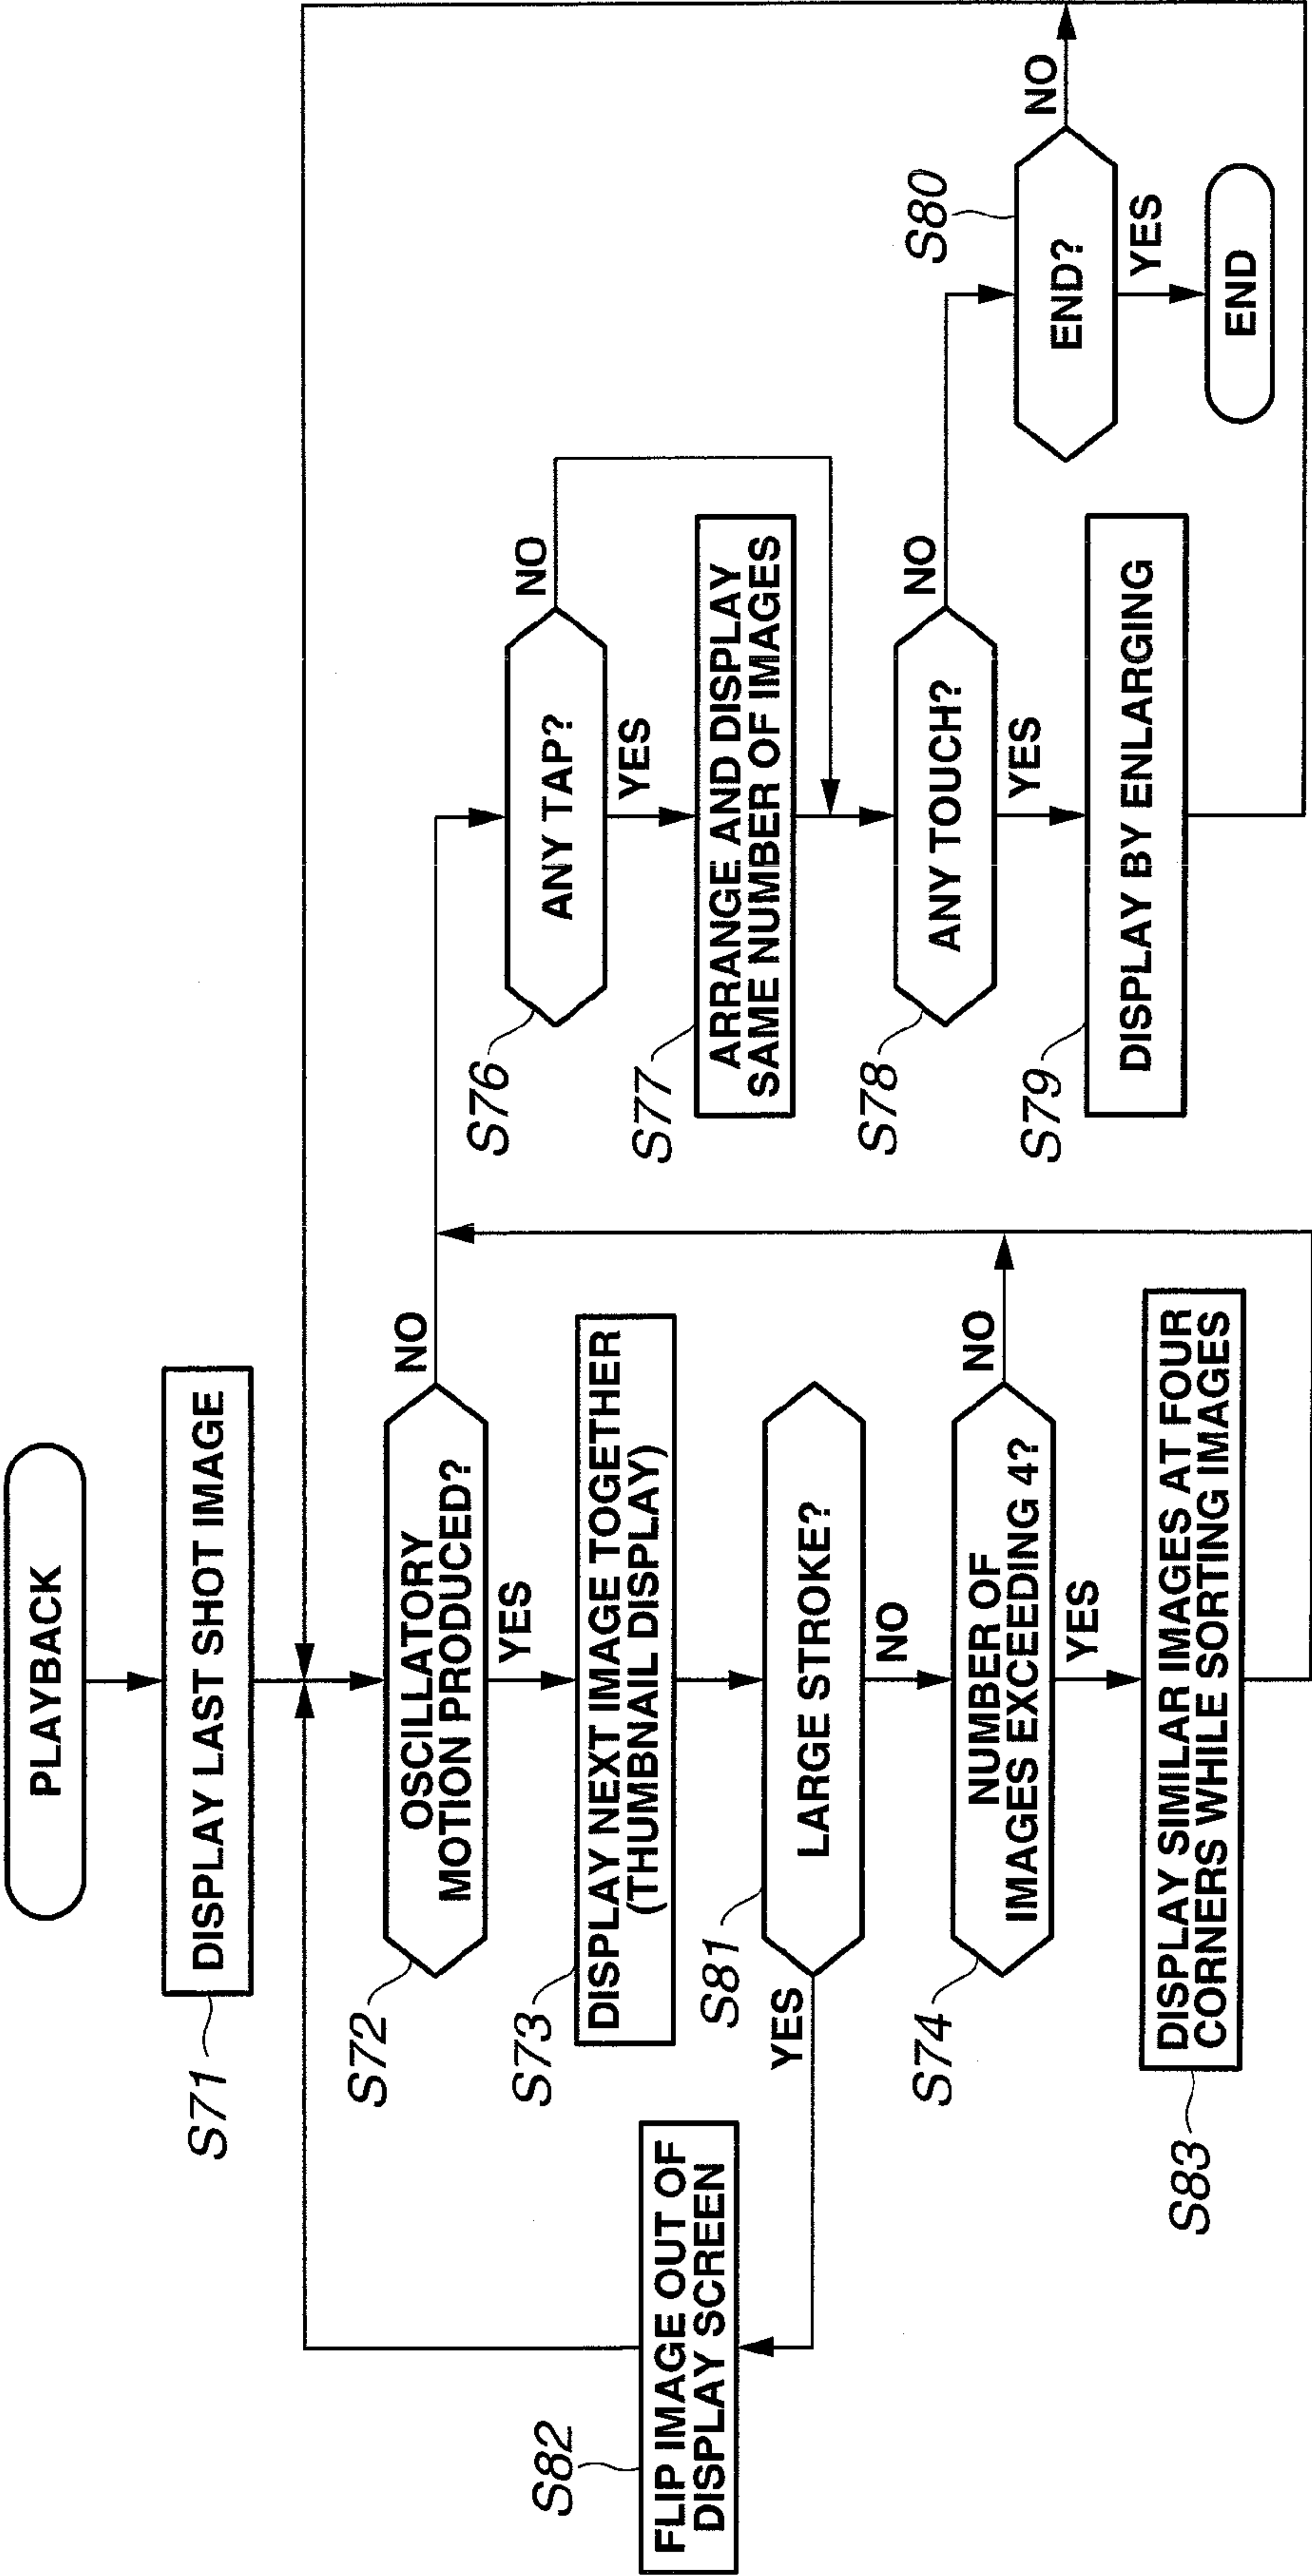 PLAYBACK
S71
DISPLAY LAST SHOT IMAGE
S72
OSCILLATORY
MOTION PRODUCED?
NO
YES
S73
DISPLAY NEXT IMAGE TOGETHER
(THUMBNAIL DISPLAY)
S81
LARGE STROKE?
YES
NO
S82
FLIP IMAGE OUT OF
DISPLAY SCREEN
S74
NUMBER OF
IMAGES EXCEEDING 4?
NO
YES
S83
DISPLAY SIMILAR IMAGES AT FOUR
CORNERS WHILE SORTING IMAGES
S76
ANY TAP?
NO
YES
S77
ARRANGE AND DISPLAY
SAME NUMBER OF IMAGES
S78
ANY TOUCH?
NO
YES
S79
DISPLAY BY ENLARGING
S80
END?
NO
YES
END